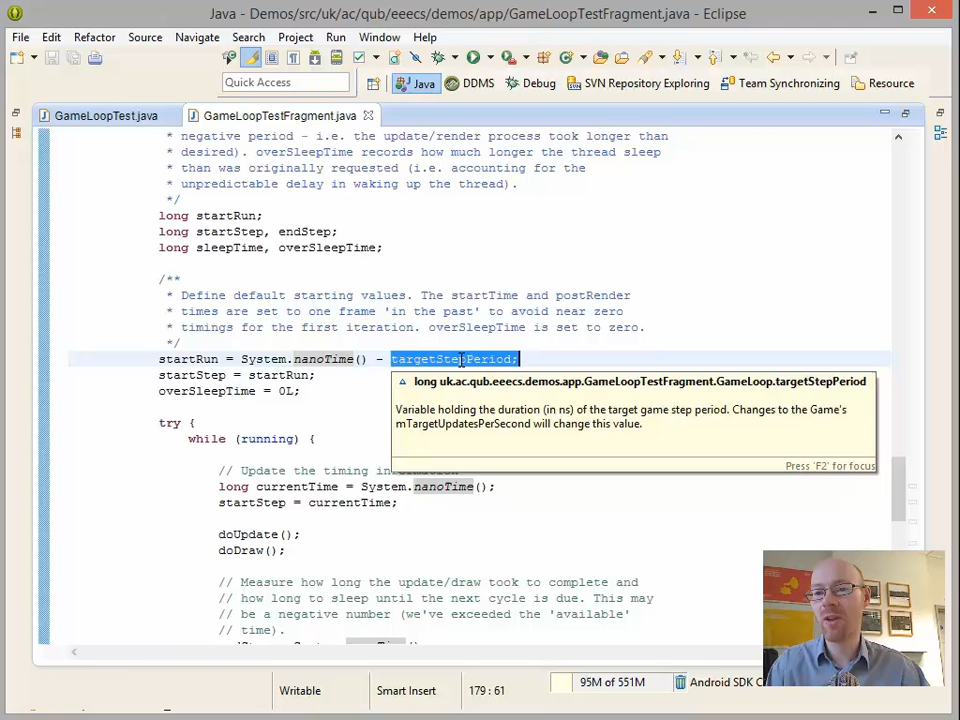 Java - Demos/src/uk/ac/qub/eeecs/demos/app/GameLoopTestFragment.java - Eclipse
File Edit Refactor Source Navigate Search Project Run Window Help
Quick Access
Java
DDMS
Debug
SVN Repository Exploring
Team Synchronizing
Resource
GameLoopTest.java
GameLoopTestFragment.java
* negative period - i.e. the update/render process took longer than
* desired). overSleepTime records how much longer the thread sleep
* than was originally requested (i.e. accounting for the
* unpredictable delay in waking up the thread).
*/
long startRun;
long startStep, endStep;
long sleepTime, overSleepTime;
/**
* Define default starting values. The startTime and postRender
* times are set to one frame 'in the past' to avoid near zero
* timings for the first iteration. overSleepTime is set to zero.
*/
startRun = System.nanoTime() - targetStepPeriod;
startStep = startRun;
overSleepTime = 0L;
long uk.ac.qub.eeecs.demos.app.GameLoopTestFragment.GameLoop.targetStepPeriod
Variable holding the duration (in ns) of the target game step period. Changes to the Game's
mTargetUpdatesPerSecond will change this value.
Press 'F2' for focus
try {
while (running) {
// Update the timing in
long currentTime = System.nanoTime();
startStep = currentTime;
doUpdate();
doDraw();
// Measure how long the update/draw took to complete and
// how long to sleep until the next cycle is due. This may
// be a negative number (we've exceeded the 'available'
// time).
Writable
Smart Insert
179 : 61
95M of 551M
Android SDK C